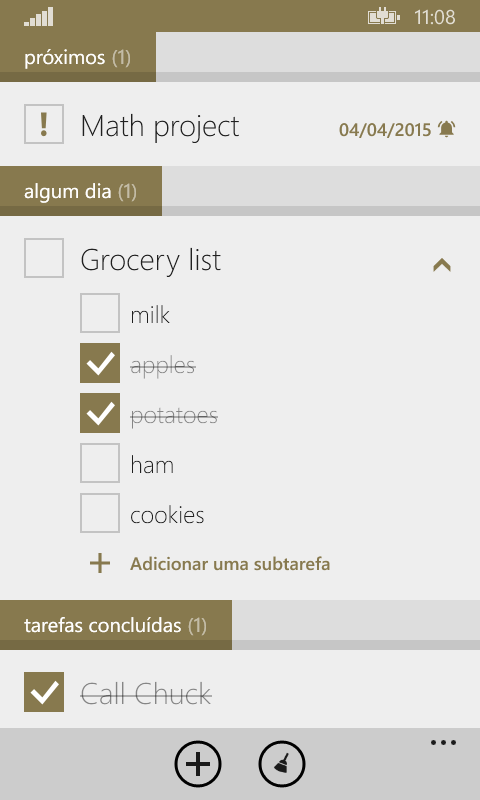 11:08
próximos (1)
! Math project 04/04/2015
algum dia (1)
Grocery list
milk
apples
potatoes
ham
cookies
Adicionar uma subtarefa
tarefas concluídas (1)
Call Chuck